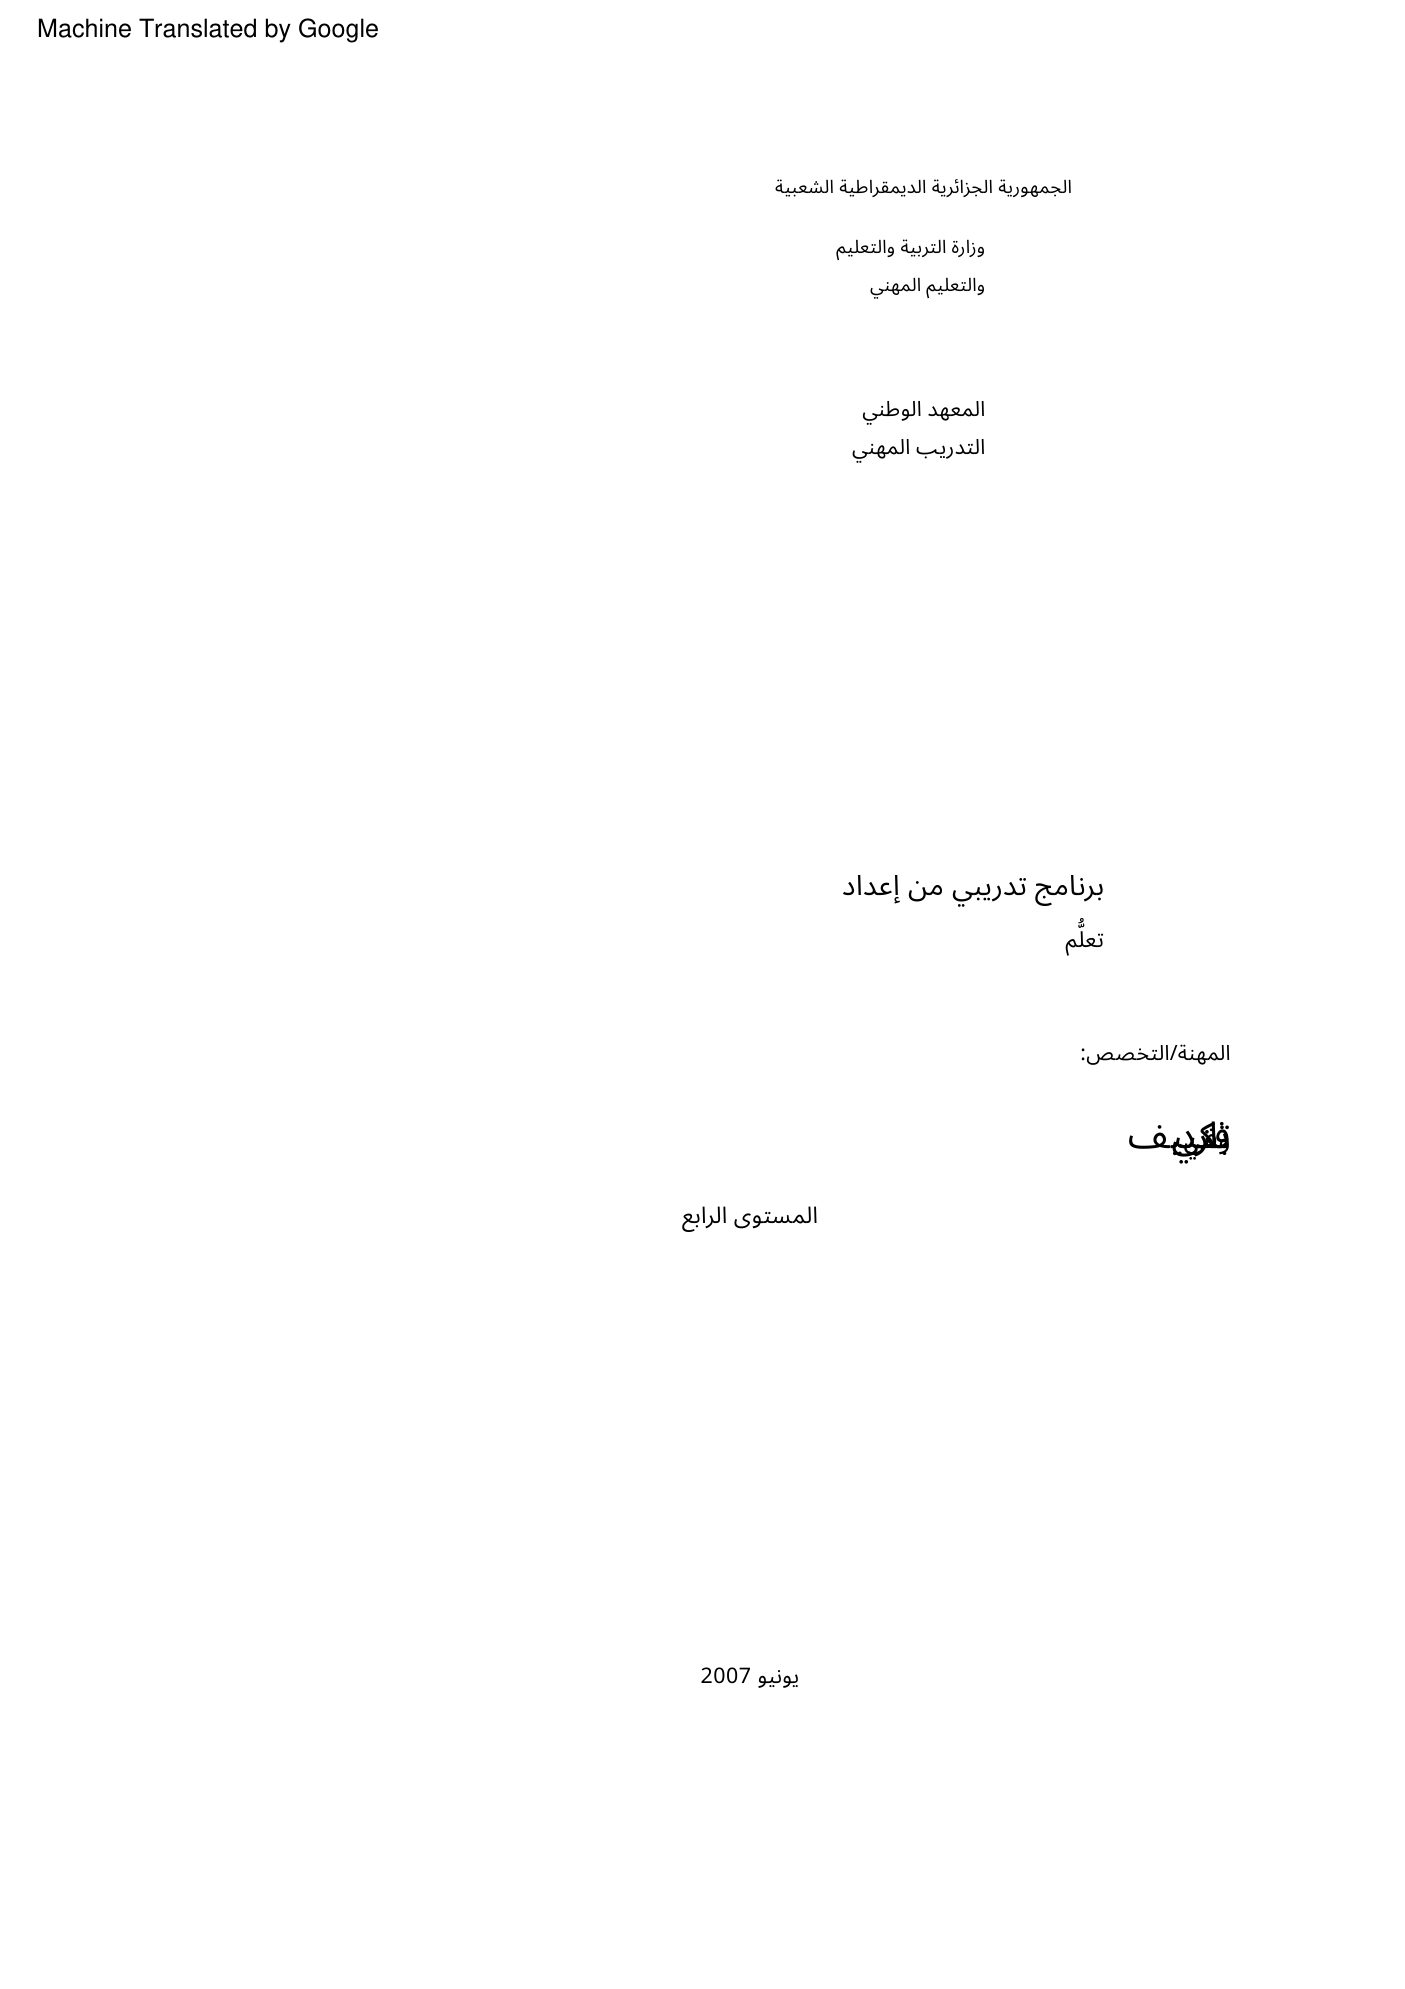 Machine Translated by Google
الجمهورية الجزائرية الديمقراطية الشعبية
وزارة التربية والتعليم
والتعليم المهني
المعهد الوطني
التدريب المهني
برنامج تدريبي من إعداد
تعلُّم
المهنة/التخصص:
المستوى الرابع
يونيو 2007